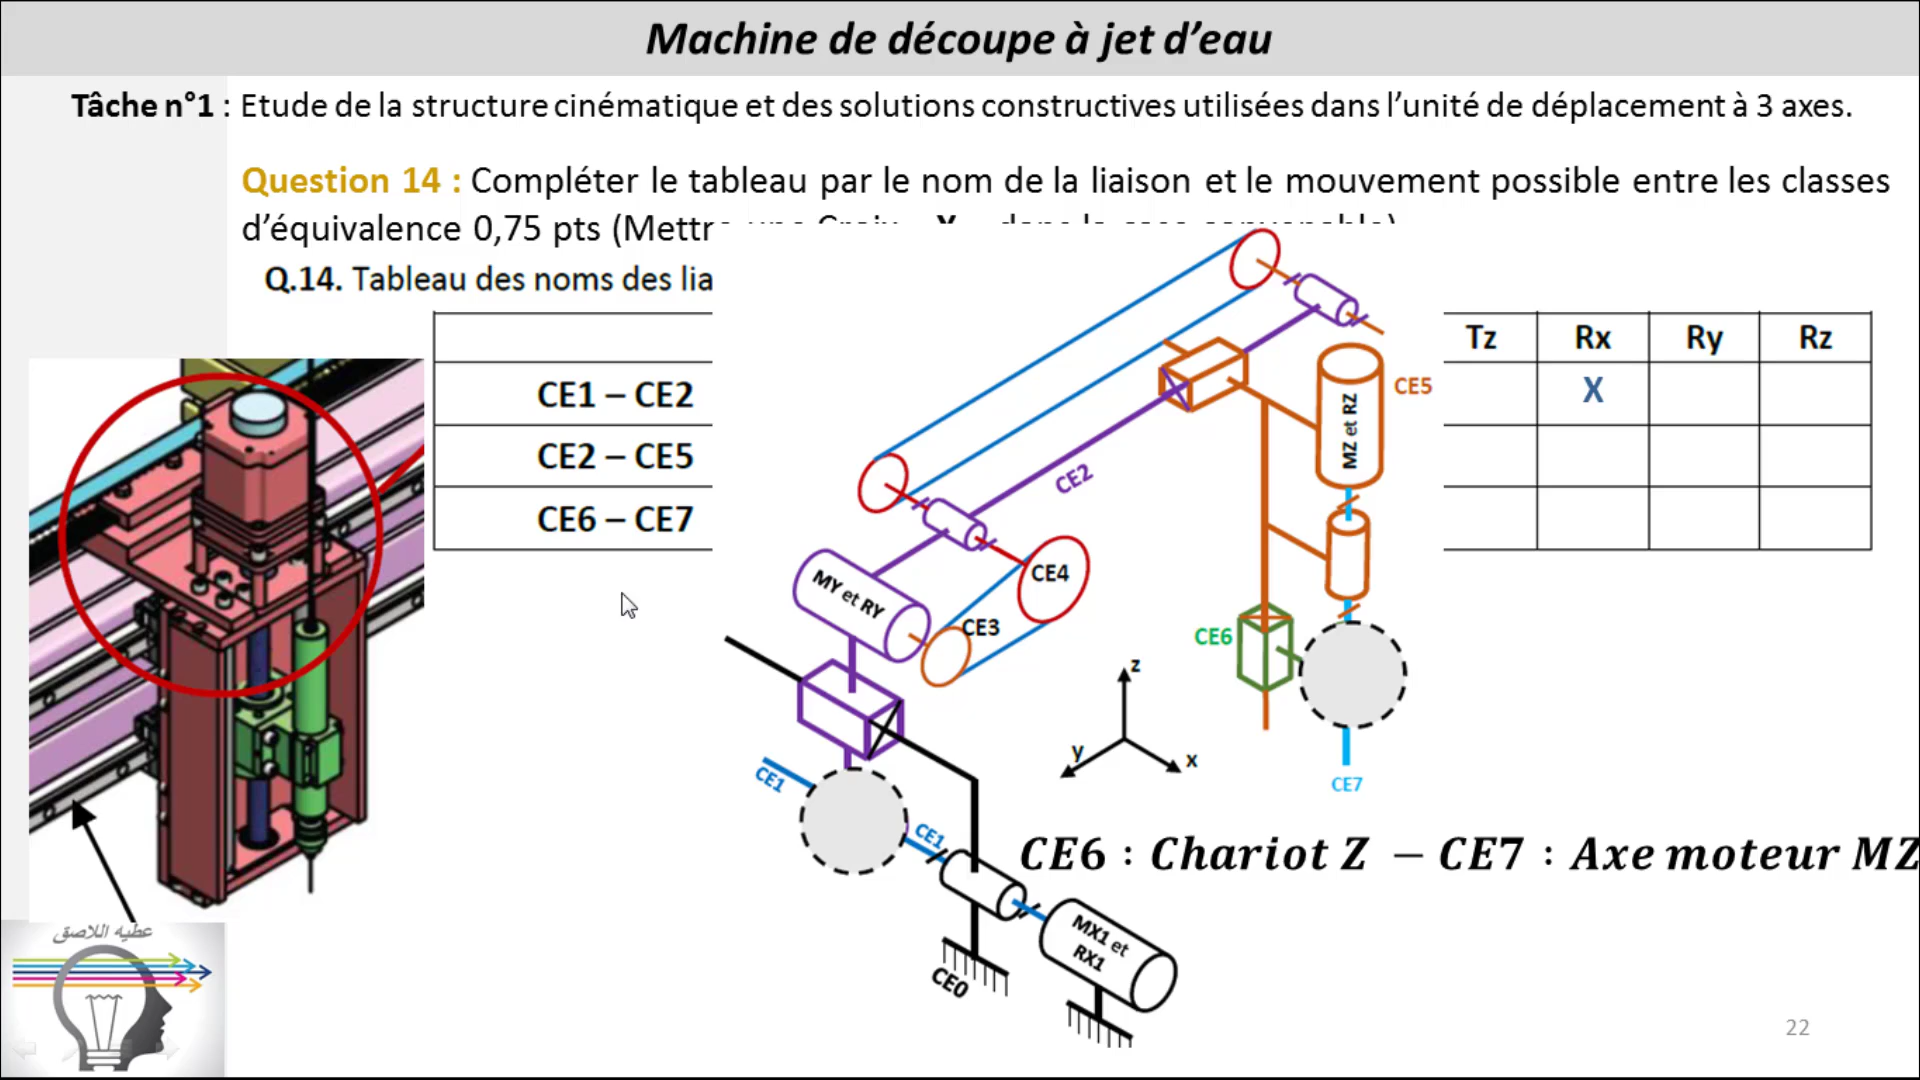 Machine de découpe à jet d’eau
Tâche n°1 : Etude de la structure cinématique et des solutions constructives utilisées dans l’unité de déplacement à 3 axes.
Question 14 : Compléter le tableau par le nom de la liaison et le mouvement possible entre les classes
d’équivalence 0,75 pts (Mettre
Q.14. Tableau des noms des lia
Tz Rx Ry Rz
CE1 – CE2 X
CE2 – CE5
CE6 – CE7
CE5
MZ et RZ
CE2
CE4
MY et RY
CE3
CE6
z
y
x
CE1
CE7
CE1
CE6 : Chariot Z – CE7 : Axe moteur MZ
MX1 et
RX1
CE0
عطيه اللاصق
22